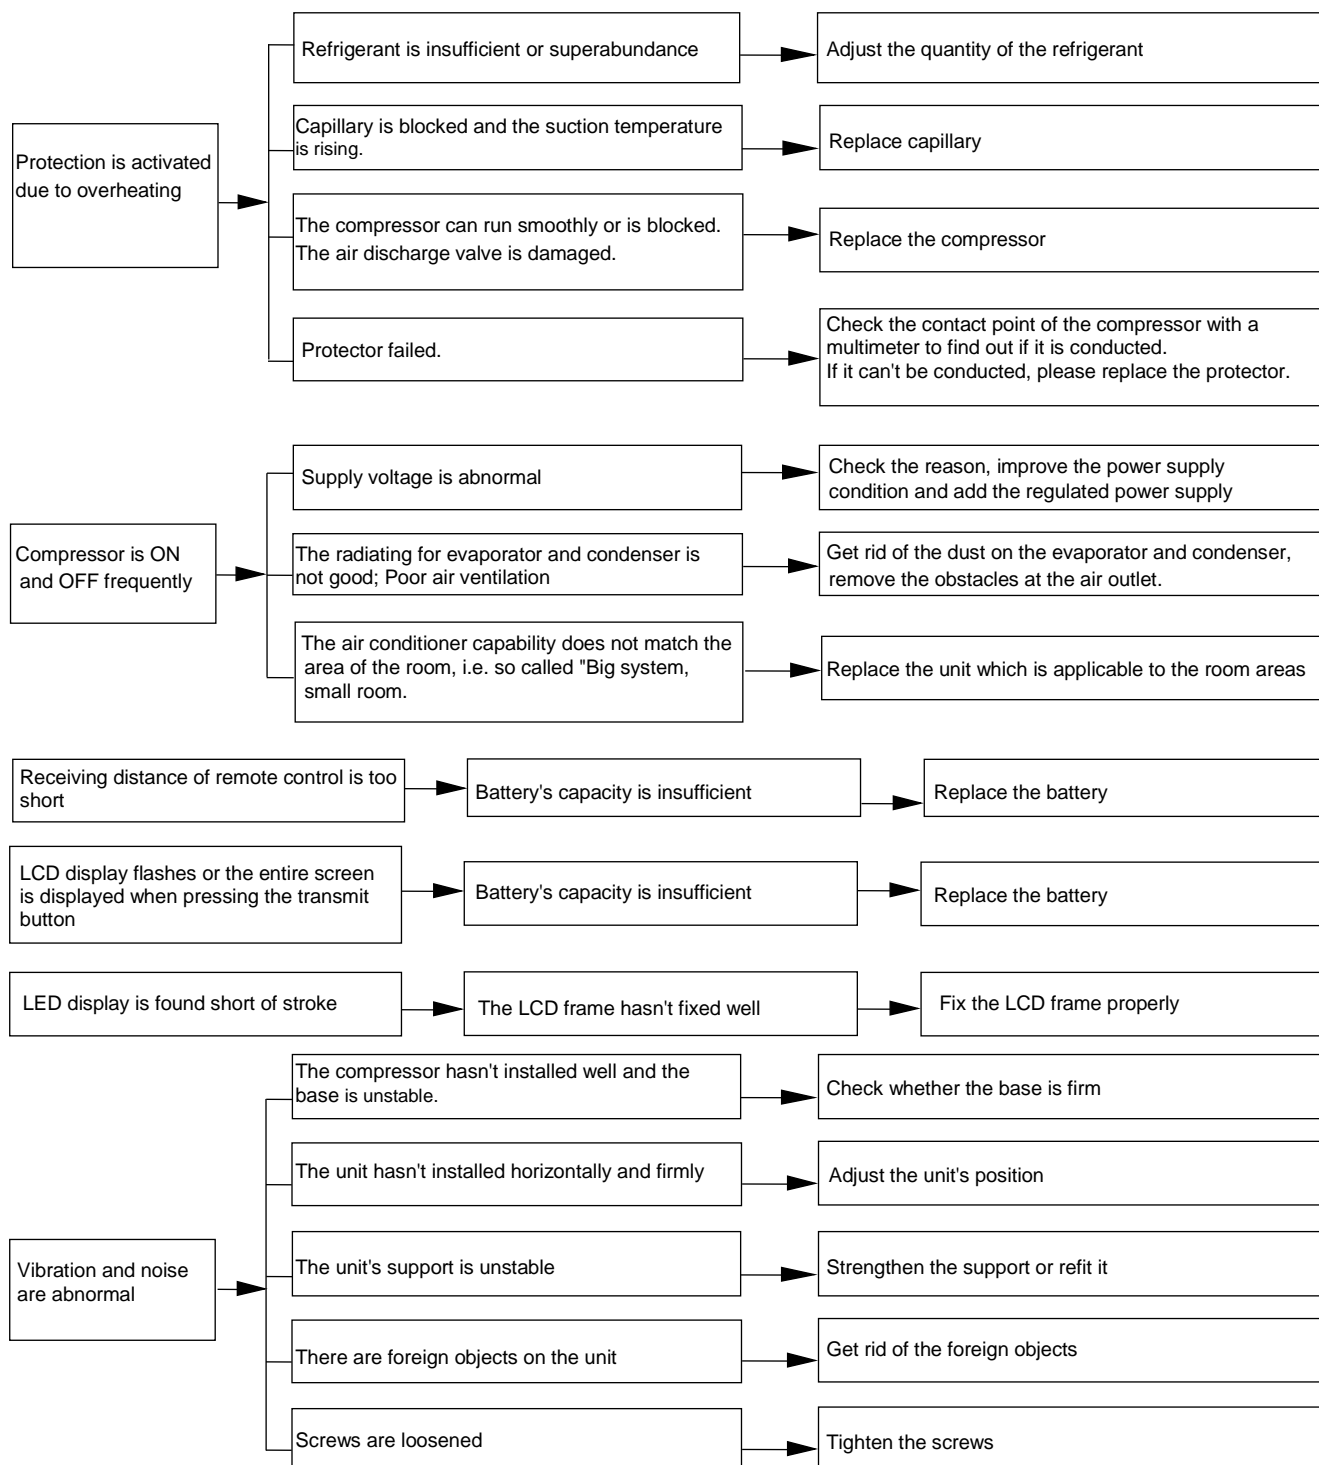 Refrigerant is insufficient or superabundance
Adjust the quantity of the refrigerant
Protection is activated
due to overheating
Capillary is blocked and the suction temperature
is rising.
Replace capillary
The compressor can run smoothly or is blocked.
The air discharge valve is damaged.
Replace the compressor
Protector failed.
Check the contact point of the compressor with a
multimeter to find out if it is conducted.
If it can't be conducted, please replace the protector.
Supply voltage is abnormal
Check the reason, improve the power supply
condition and add the regulated power supply
Compressor is ON
and OFF frequently
The radiating for evaporator and condenser is
not good; Poor air ventilation
Get rid of the dust on the evaporator and condenser,
remove the obstacles at the air outlet.
The air conditioner capability does not match the
area of the room, i.e. so called "Big system,
small room.
Replace the unit which is applicable to the room areas
Receiving distance of remote control is too
short
Battery's capacity is insufficient
Replace the battery
LCD display flashes or the entire screen
is displayed when pressing the transmit
button
Battery's capacity is insufficient
Replace the battery
LED display is found short of stroke
The LCD frame hasn't fixed well
Fix the LCD frame properly
The compressor hasn't installed well and the
base is unstable.
Check whether the base is firm
The unit hasn't installed horizontally and firmly
Adjust the unit's position
Vibration and noise
are abnormal
The unit's support is unstable
Strengthen the support or refit it
There are foreign objects on the unit
Get rid of the foreign objects
Screws are loosened
Tighten the screws